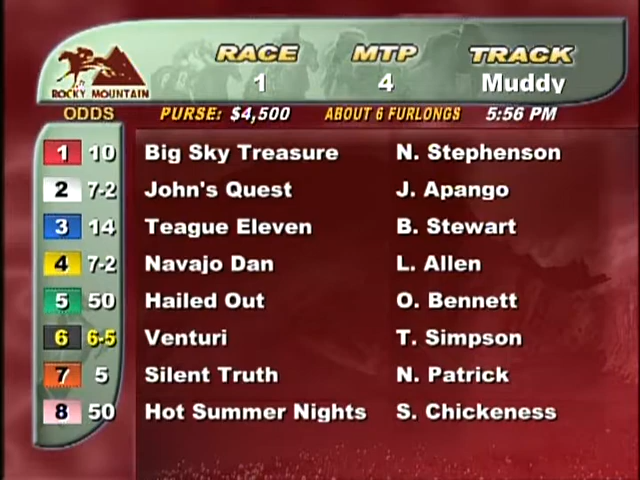 RACE MTP TRACK
ROCKY MOUNTAIN 1 4 Muddy
ODDS PURSE: $4,500 ABOUT 6 FURLONGS 5:56 PM
1 10 Big Sky Treasure N. Stephenson
2 7-2 John's Quest J. Apango
3 14 Teague Eleven B. Stewart
4 7-2 Navajo Dan L. Allen
5 50 Hailed Out O. Bennett
6 6-5 Venturi T. Simpson
7 5 Silent Truth N. Patrick
8 50 Hot Summer Nights S. Chickeness